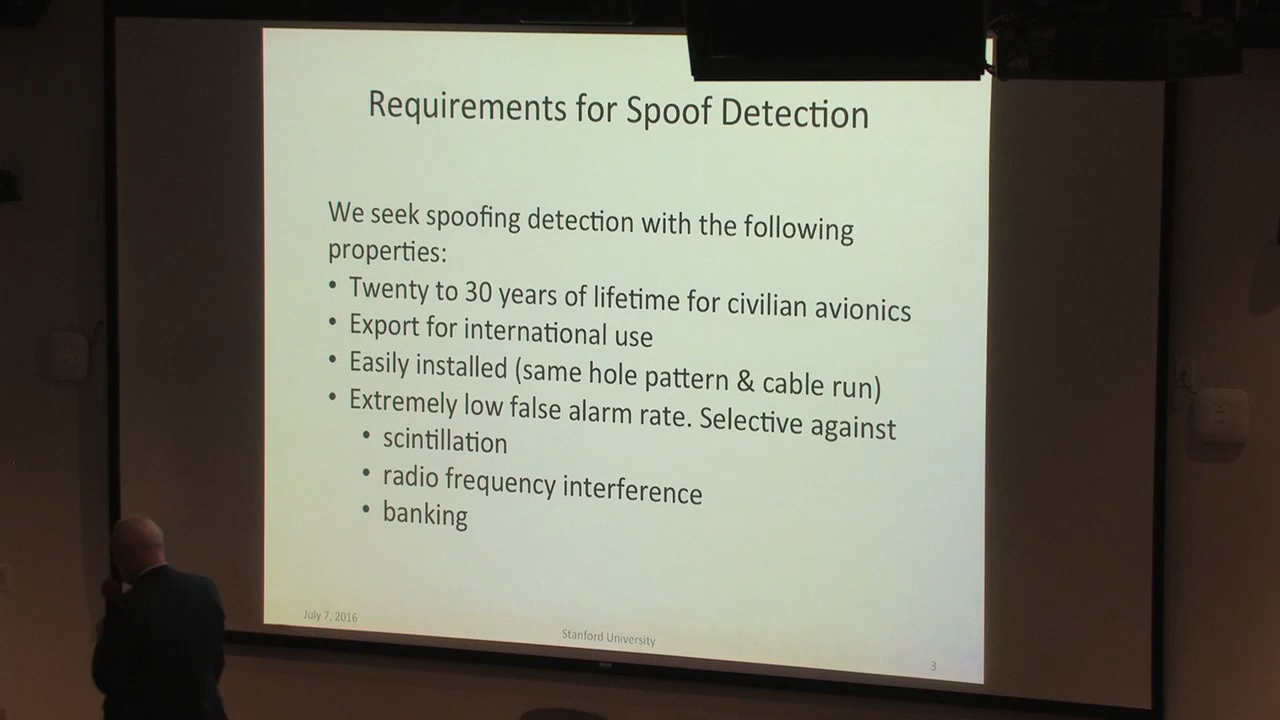 Requirements for Spoof Detection
We seek spoofing detection with the following
properties:
• Twenty to 30 years of lifetime for civilian avionics
• Export for international use
• Easily installed (same hole pattern & cable run)
• Extremely low false alarm rate. Selective against
• scintillation
• radio frequency interference
• banking
July 7, 2016
Stanford University
3